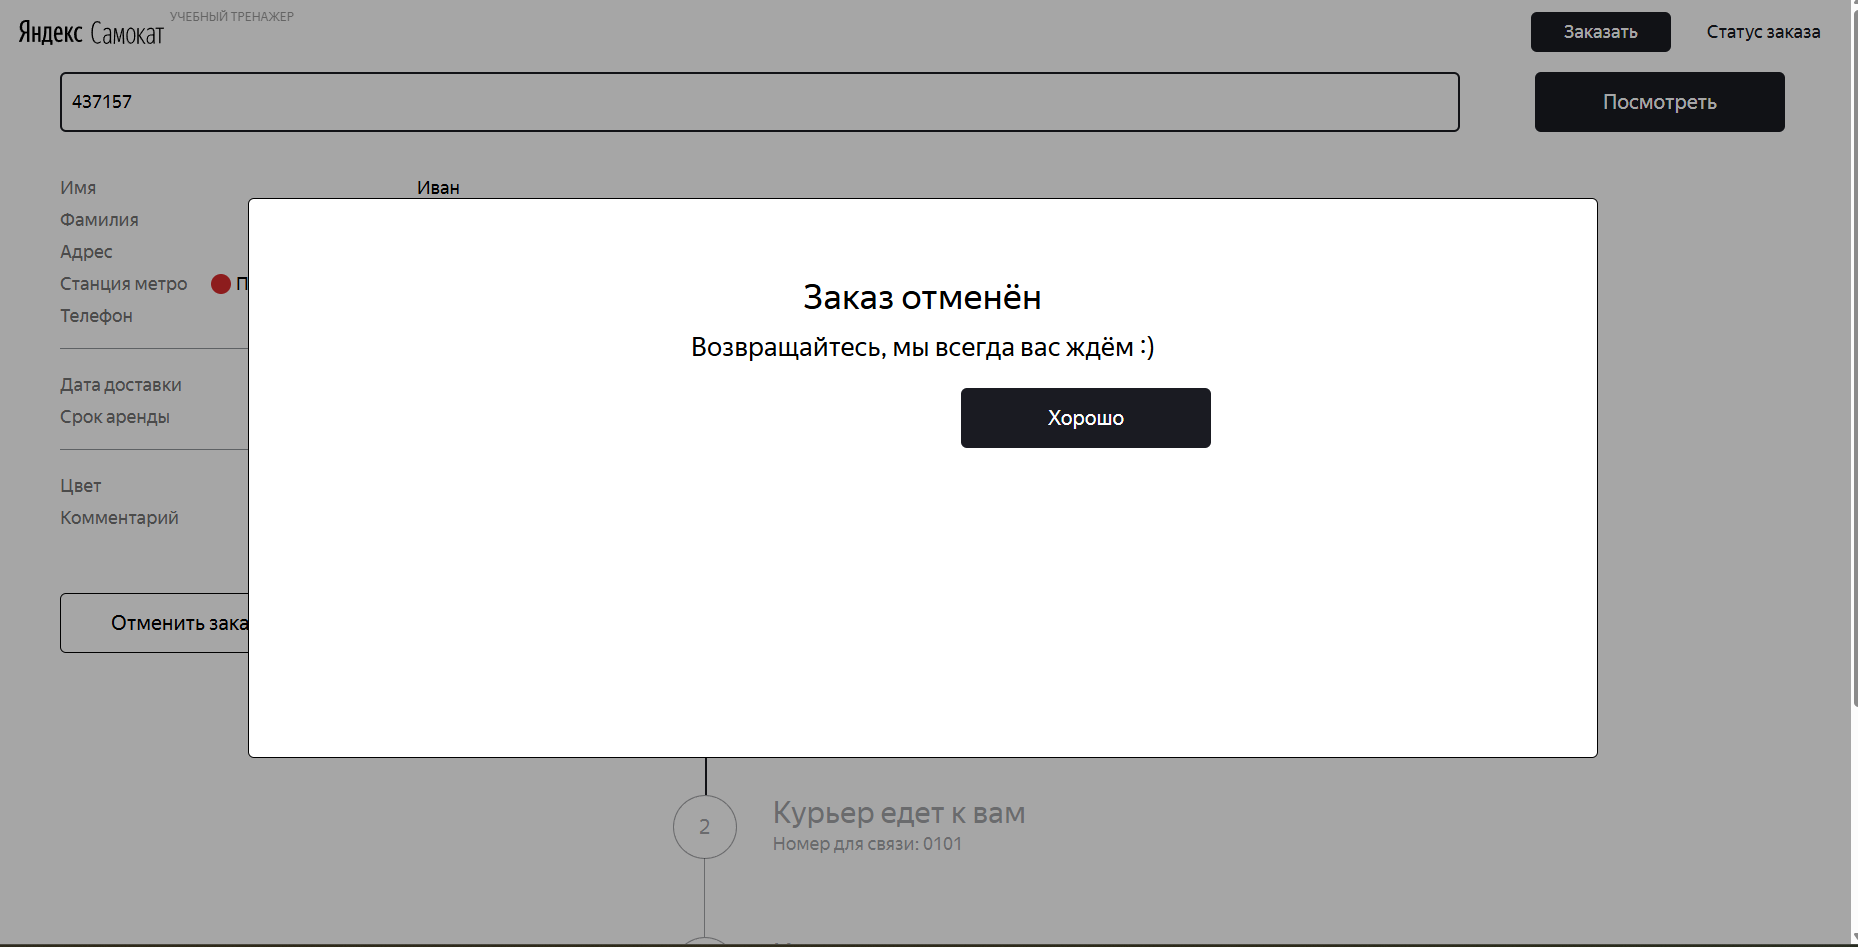 Яндекс Самокат
УЧЕБНЫЙ ТРЕНАЖЕР
Заказать
Статус заказа
437157
Посмотреть
Имя Иван
Фамилия
Адрес
Станция метро П
Телефон
Заказ отменён
Возвращайтесь, мы всегда вас ждём :)
Хорошо
Дата доставки
Срок аренды
Цвет
Комментарий
Отменить зака
2
Курьер едет к вам
Номер для связи: 0101